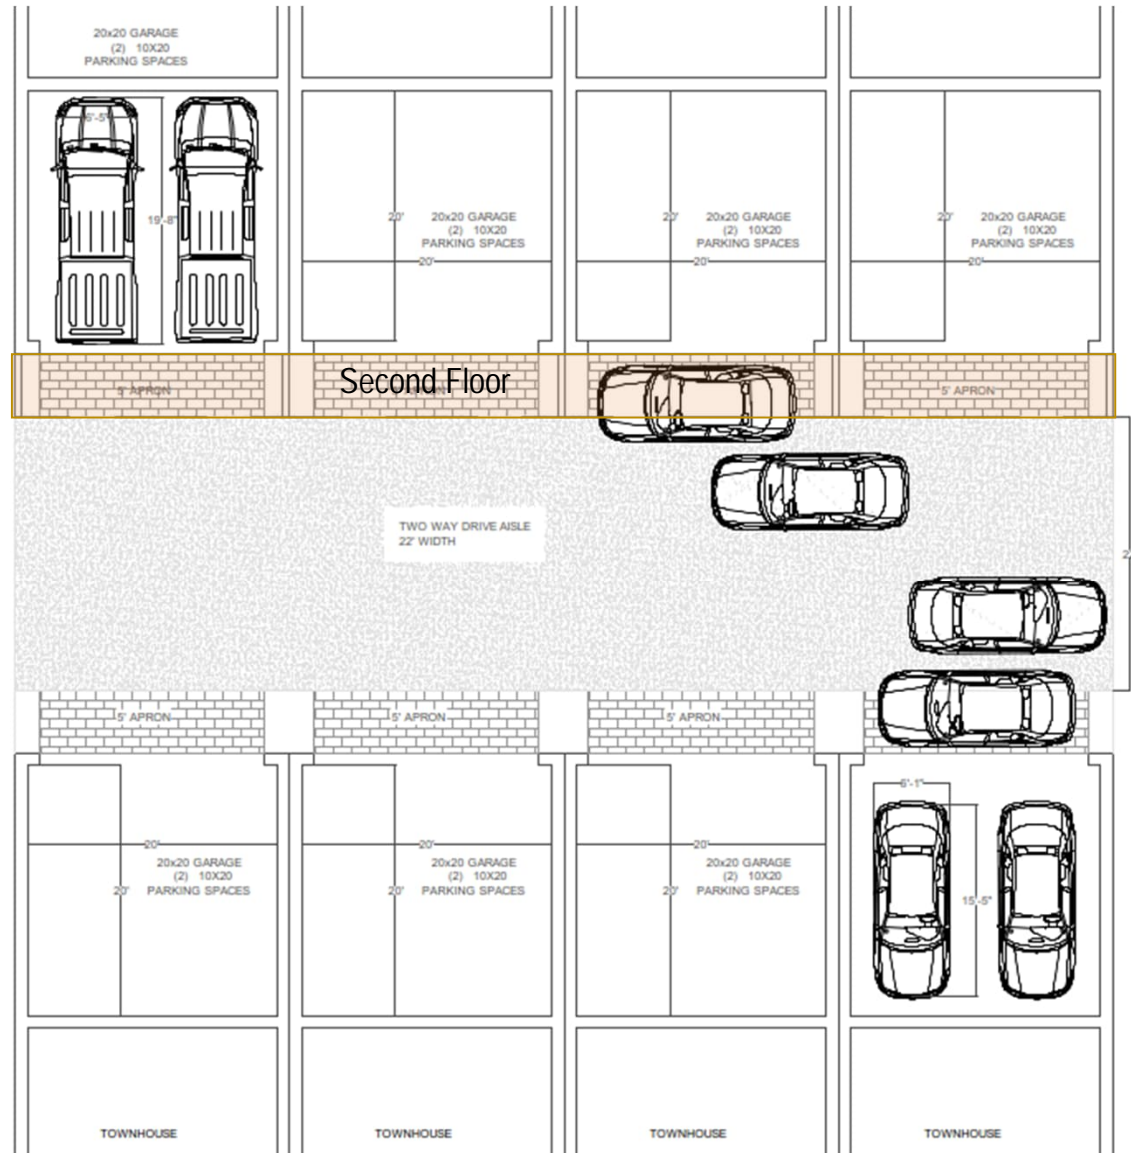 20x20 GARAGE
(2) 10X20
PARKING SPACES
6'-5"
19'-8"
20'
20x20 GARAGE
(2) 10X20
PARKING SPACES
20'
20'
20x20 GARAGE
(2) 10X20
PARKING SPACES
20'
20'
20x20 GARAGE
(2) 10X20
PARKING SPACES
20'
5' APRON
Second Floor
5' APRON
TWO WAY DRIVE AISLE
22' WIDTH
5' APRON
5' APRON
5' APRON
6'-1"
20'
20x20 GARAGE
(2) 10X20
PARKING SPACES
20'
20'
20x20 GARAGE
(2) 10X20
PARKING SPACES
20'
20'
20x20 GARAGE
(2) 10X20
PARKING SPACES
20'
15'-5"
TOWNHOUSE
TOWNHOUSE
TOWNHOUSE
TOWNHOUSE